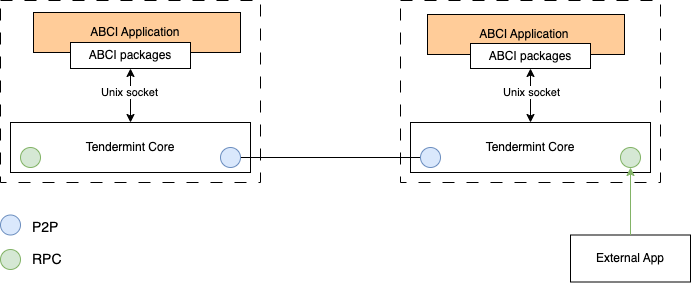 ABCI Application
ABCI packages
Unix socket
Tendermint Core
ABCI Application
ABCI packages
Unix socket
Tendermint Core
P2P
RPC
External App